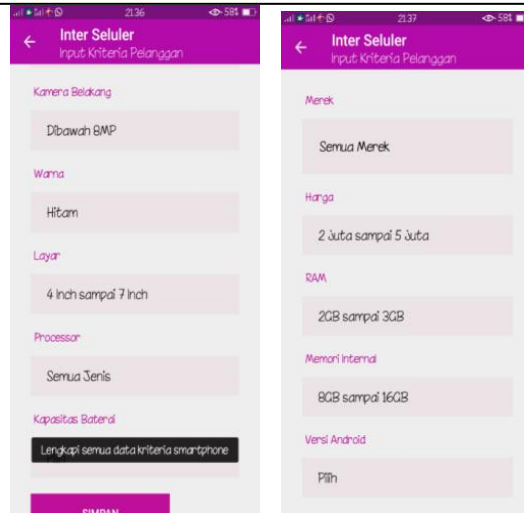 21.36
58%
Inter Seluler
Input Kriteria Pelanggan
Kamera Belakang
Dibawah 8MP
Warna
Hitam
Layar
4 Inch sampai 7 Inch
Processor
Semua Jenis
Kapasitas Baterai
Lengkapi semua data kriteria smartphone
SIMPAN
21.37
58%
Inter Seluler
Input Kriteria Pelanggan
Merek
Semua Merek
Harga
2 Juta sampai 5 Juta
RAM
2GB sampai 3GB
Memori Internal
8GB sampai 16GB
Versi Android
Pilih